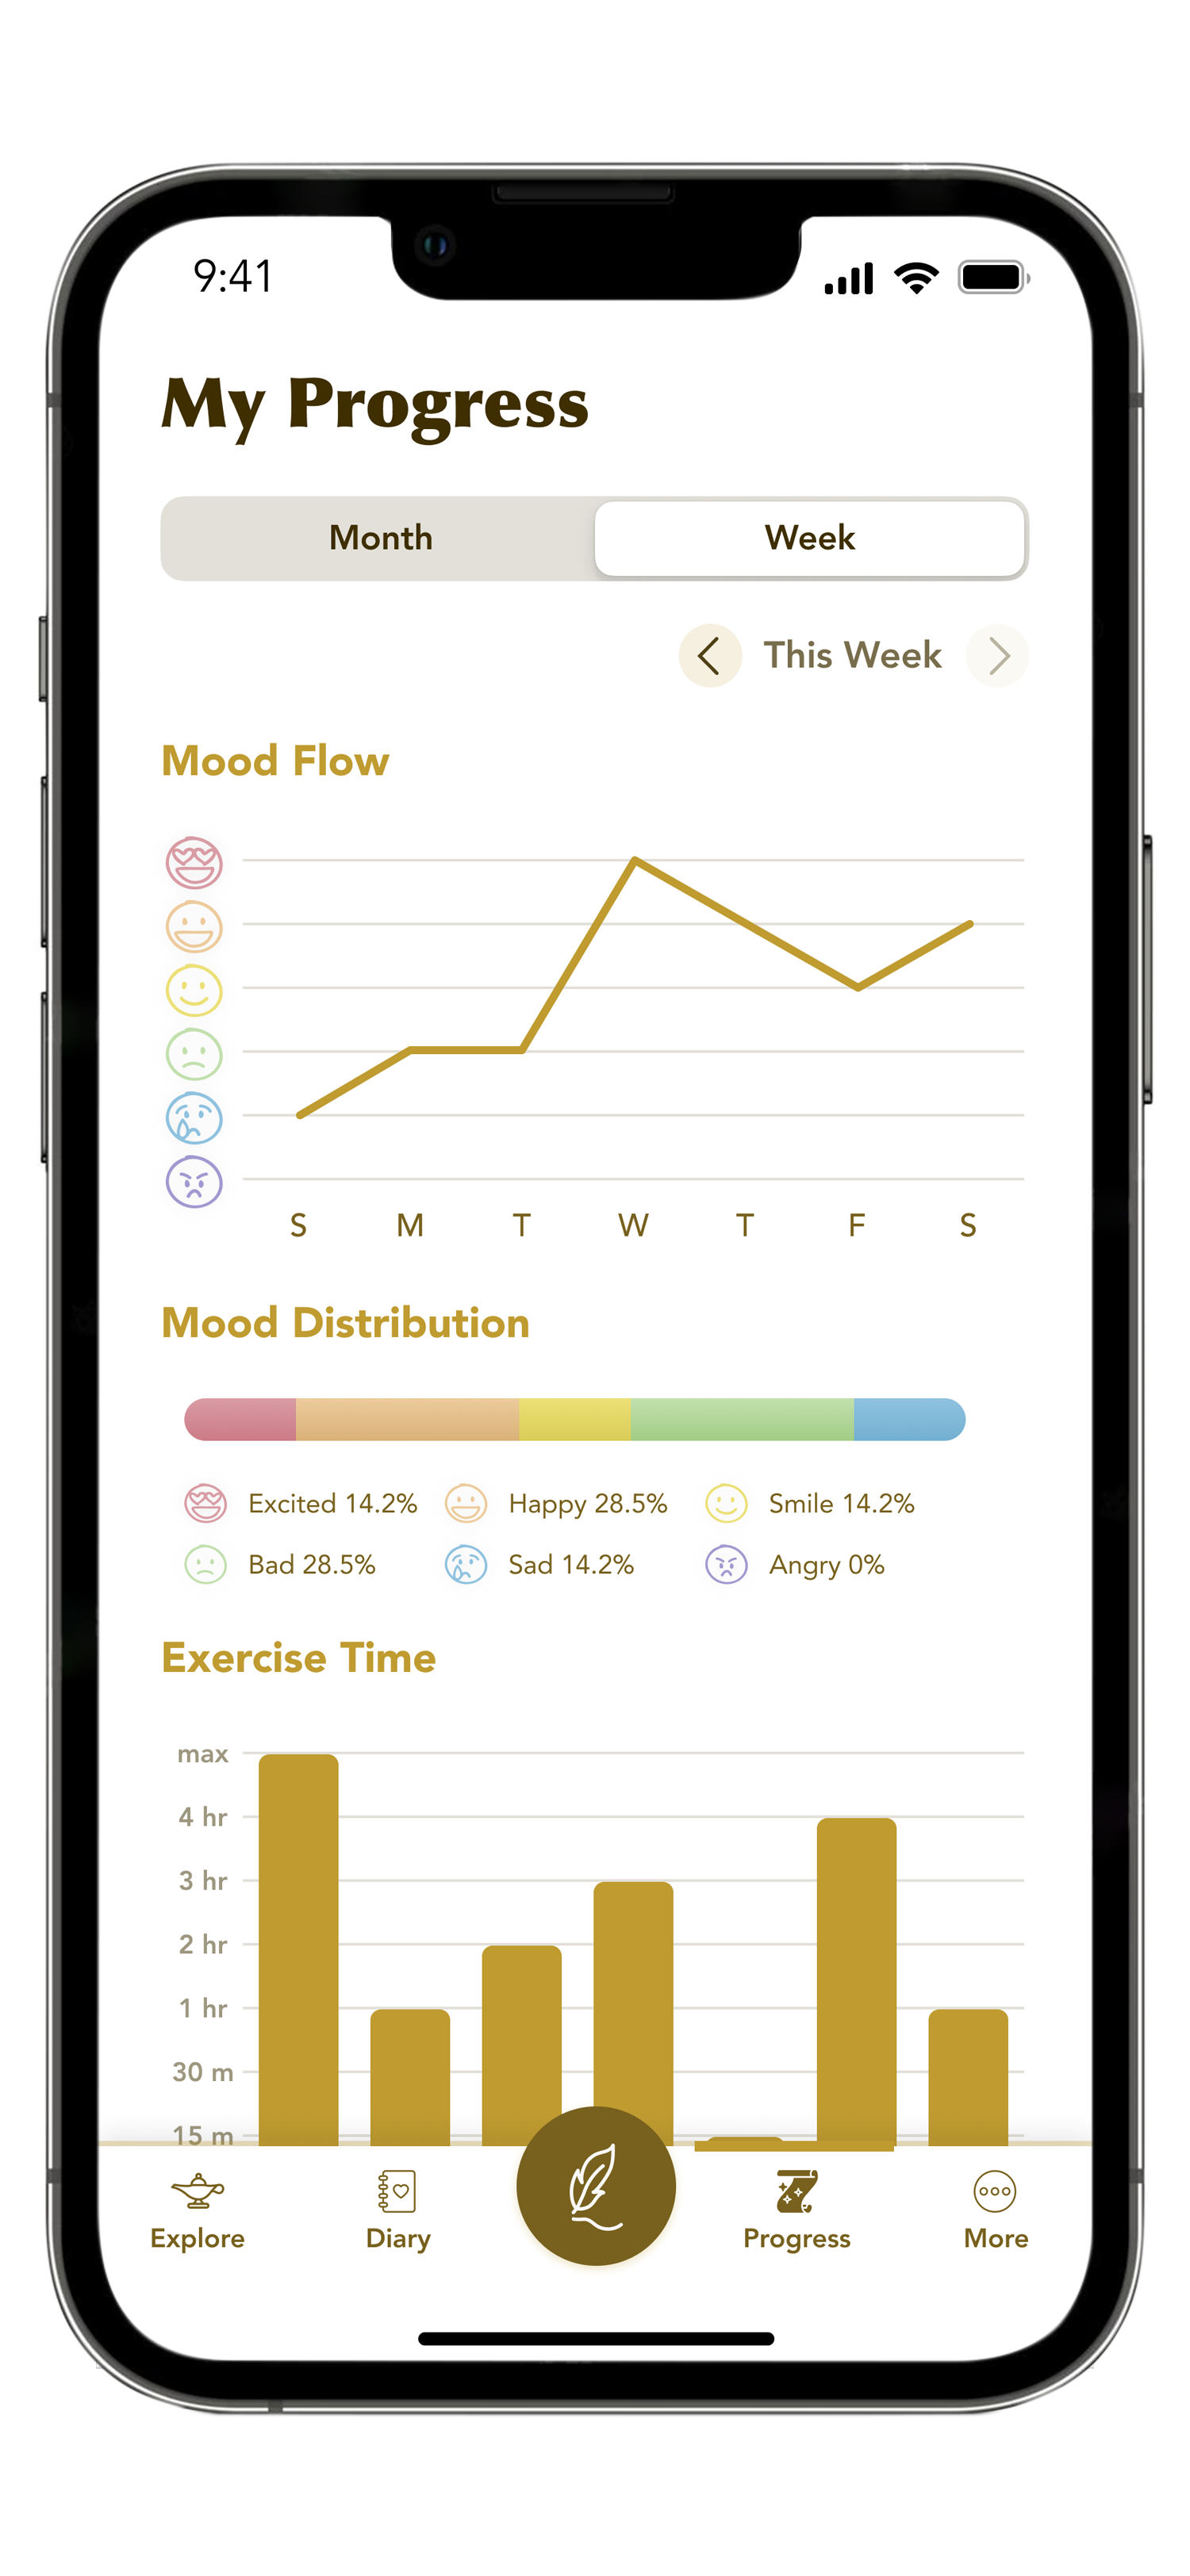 9:41
My Progress
Month Week
This Week
Mood Flow
S M T W T F S
Mood Distribution
Excited 14.2% Happy 28.5% Smile 14.2%
Bad 28.5% Sad 14.2% Angry 0%
Exercise Time
max
4 hr
3 hr
2 hr
1 hr
30 m
15 m
Explore Diary Progress More